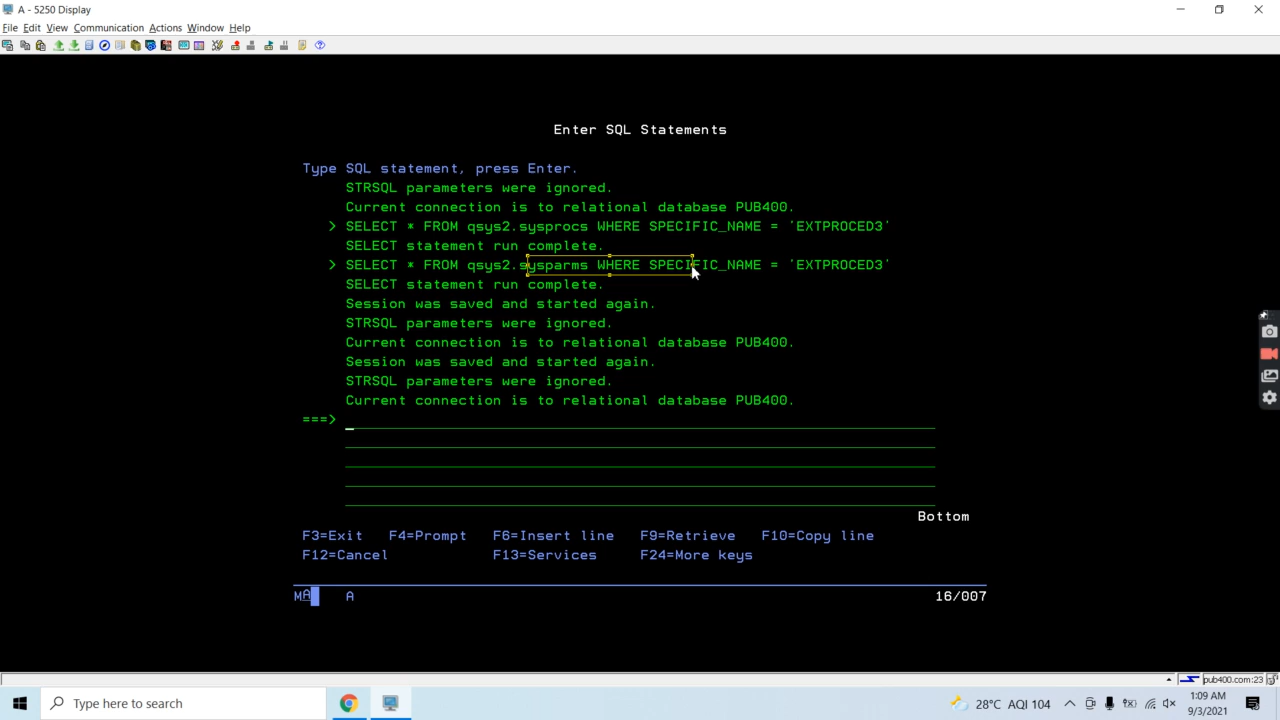 A - 5250 Display
File Edit View Communication Actions Window Help
Enter SQL Statements
Type SQL statement, press Enter.
STRSQL parameters were ignored.
Current connection is to relational database PUB400.
> SELECT * FROM qsys2.sysprocs WHERE SPECIFIC_NAME = 'EXTPROCED3'
SELECT statement run complete.
> SELECT * FROM qsys2.sysparms WHERE SPECIFIC_NAME = 'EXTPROCED3'
SELECT statement run complete.
Session was saved and started again.
STRSQL parameters were ignored.
Current connection is to relational database PUB400.
Session was saved and started again.
STRSQL parameters were ignored.
Current connection is to relational database PUB400.
===>
Bottom
F3=Exit F4=Prompt F6=Insert line F9=Retrieve F10=Copy line
F12=Cancel F13=Services F24=More keys
MA A 16/007
pub400.com:23
Type here to search 28°C AQI 104 1:09 AM
9/3/2021